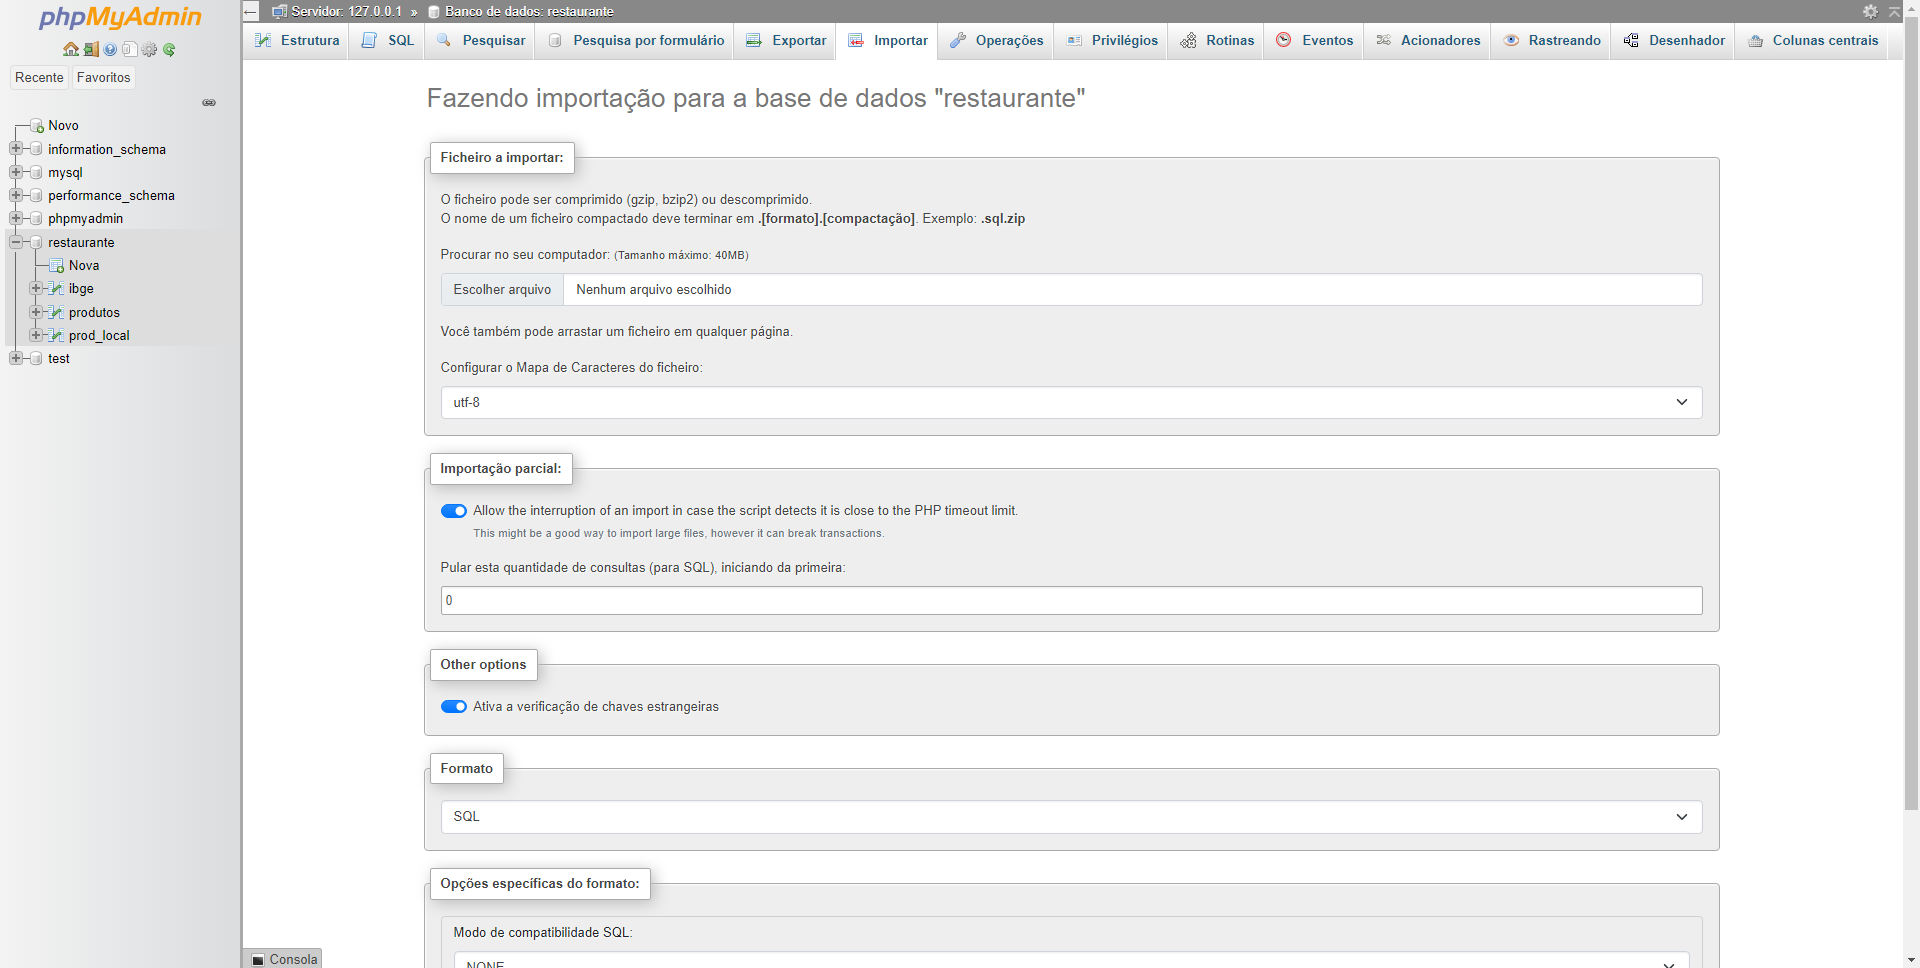 phpMyAdmin
Recente
Favoritos
Novo
information_schema
mysql
performance_schema
phpmyadmin
restaurante
Nova
ibge
produtos
prod_local
test
Servidor: 127.0.0.1 » Banco de dados: restaurante
Estrutura
SQL
Pesquisar
Pesquisa por formulário
Exportar
Importar
Operações
Privilégios
Rotinas
Eventos
Acionadores
Rastreando
Desenhador
Colunas centrais
Fazendo importação para a base de dados "restaurante"
Ficheiro a importar:
O ficheiro pode ser comprimido (gzip, bzip2) ou descomprimido.
O nome de um ficheiro compactado deve terminar em .[formato].[compactação]. Exemplo: .sql.zip
Procurar no seu computador: (Tamanho máximo: 40MB)
Escolher arquivo Nenhum arquivo escolhido
Você também pode arrastar um ficheiro em qualquer página.
Configurar o Mapa de Caracteres do ficheiro:
utf-8
Importação parcial:
Allow the interruption of an import in case the script detects it is close to the PHP timeout limit.
This might be a good way to import large files, however it can break transactions.
Pular esta quantidade de consultas (para SQL), iniciando da primeira:
0
Other options
Ativa a verificação de chaves estrangeiras
Formato
SQL
Opções específicas do formato:
Modo de compatibilidade SQL:
NONE
Consola